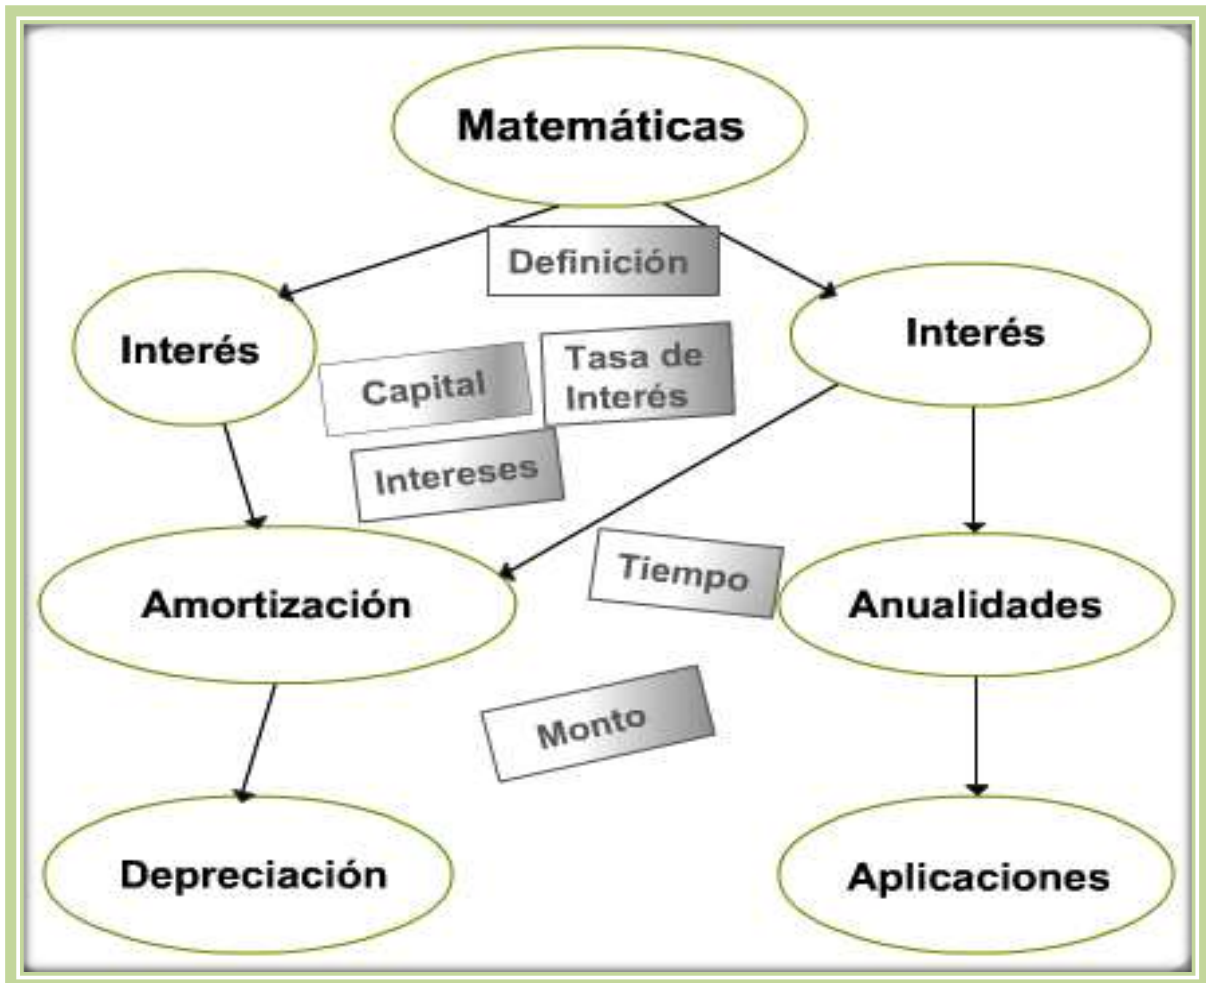 Matemáticas
Definición
Interés
Interés
Capital
Tasa de
Interés
Intereses
Tiempo
Amortización
Anualidades
Monto
Depreciación
Aplicaciones